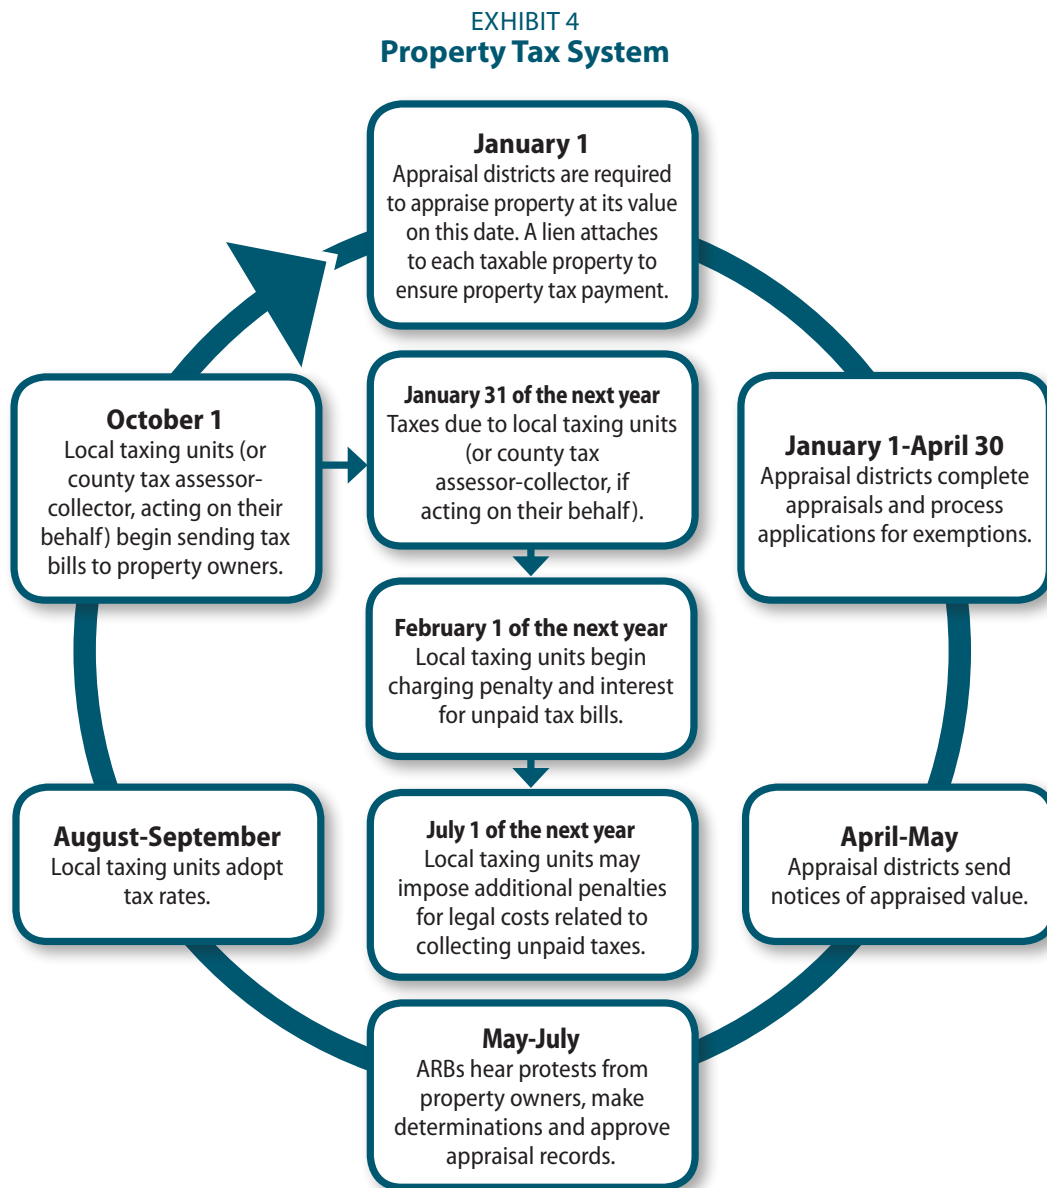 EXHIBIT 4
Property Tax System
January 1
Appraisal districts are required
to appraise property at its value
on this date. A lien attaches
to each taxable property to
ensure property tax payment.
January 1-April 30
Appraisal districts complete
appraisals and process
applications for exemptions.
April-May
Appraisal districts send
notices of appraised value.
May-July
ARBs hear protests from
property owners, make
determinations and approve
appraisal records.
August-September
Local taxing units adopt
tax rates.
October 1
Local taxing units (or
county tax assessor-
collector, acting on their
behalf) begin sending tax
bills to property owners.
January 31 of the next year
Taxes due to local taxing units
(or county tax
assessor-collector, if
acting on their behalf).
February 1 of the next year
Local taxing units begin
charging penalty and interest
for unpaid tax bills.
July 1 of the next year
Local taxing units may
impose additional penalties
for legal costs related to
collecting unpaid taxes.